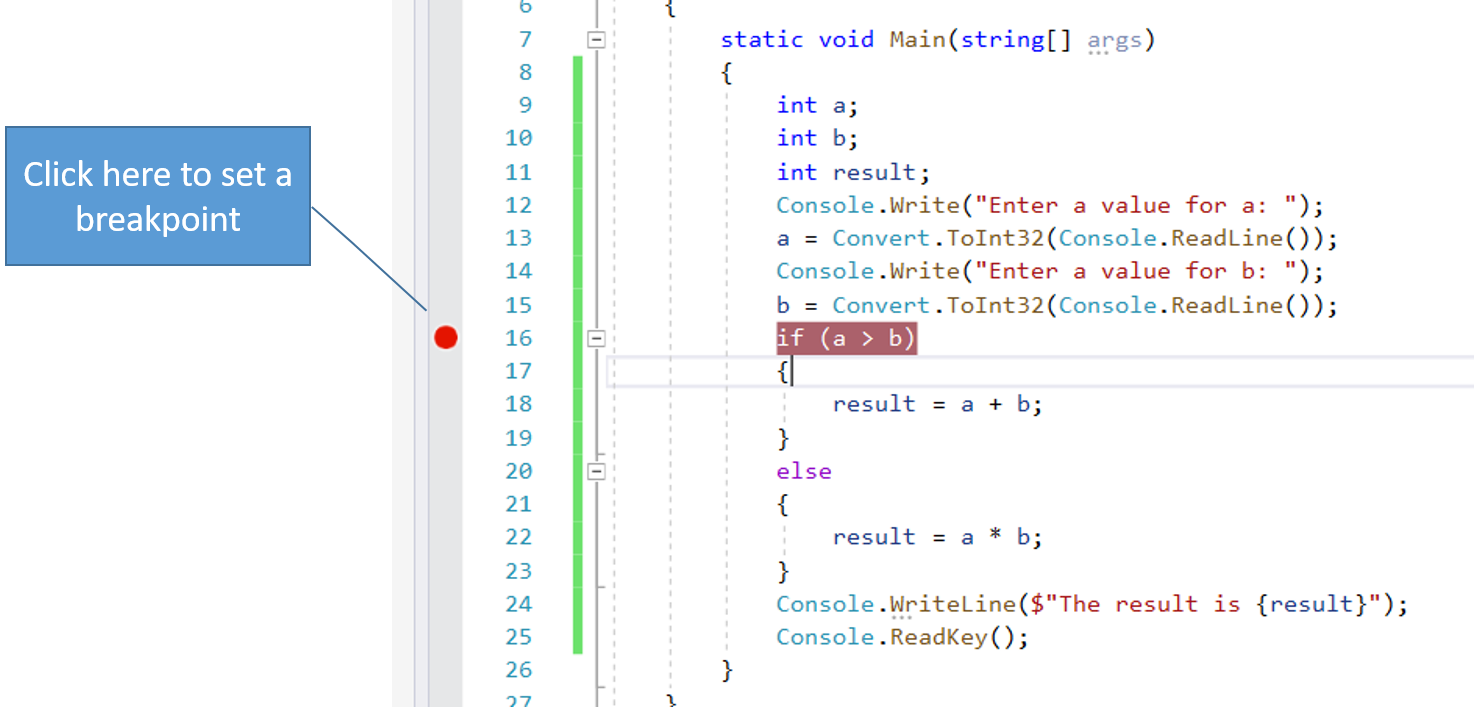 6 {
7 static void Main(string[] args)
8 {
9 int a;
10 int b;
11 int result;
12 Console.Write("Enter a value for a: ");
13 a = Convert.ToInt32(Console.ReadLine());
14 Console.Write("Enter a value for b: ");
15 b = Convert.ToInt32(Console.ReadLine());
16 if (a > b)
17 {
18 result = a + b;
19 }
20 else
21 {
22 result = a * b;
23 }
24 Console.WriteLine($"The result is {result}");
25 Console.ReadKey();
26 }
27 }
Click here to set a
breakpoint